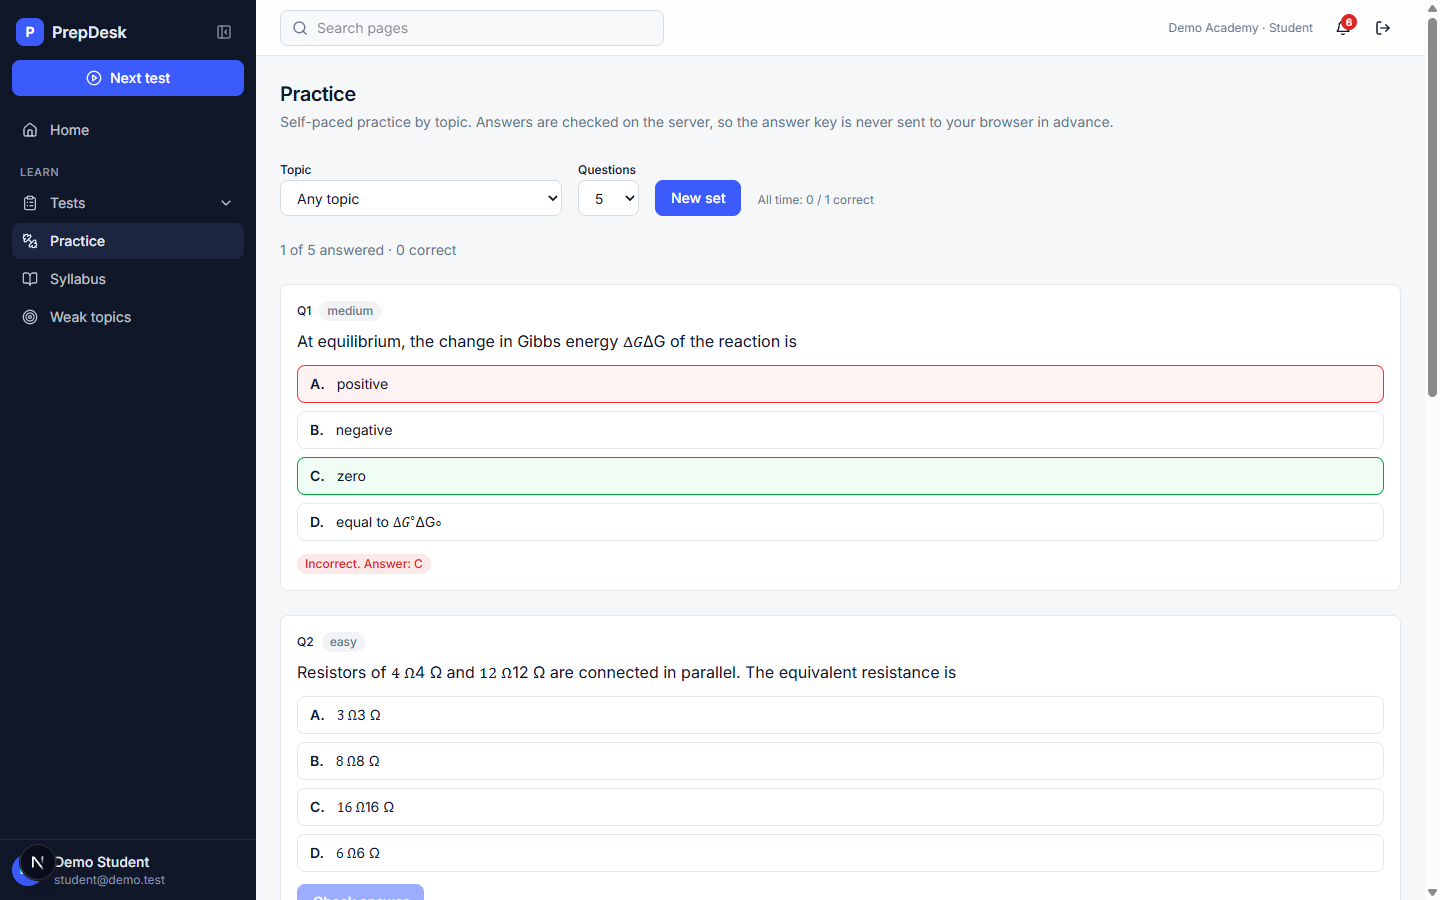 P PrepDesk
Next test
Home
LEARN
Tests
Practice
Syllabus
Weak topics
N Demo Student
student@demo.test
Search pages
Demo Academy · Student
6
Practice
Self-paced practice by topic. Answers are checked on the server, so the answer key is never sent to your browser in advance.
Topic
Questions
Any topic
5
New set
All time: 0 / 1 correct
1 of 5 answered · 0 correct
Q1 medium
At equilibrium, the change in Gibbs energy ΔGΔG of the reaction is
A. positive
B. negative
C. zero
D. equal to ΔG°ΔG∘
Incorrect. Answer: C
Q2 easy
Resistors of 4 Ω4 Ω and 12 Ω12 Ω are connected in parallel. The equivalent resistance is
A. 3 Ω3 Ω
B. 8 Ω8 Ω
C. 16 Ω16 Ω
D. 6 Ω6 Ω
Check answer